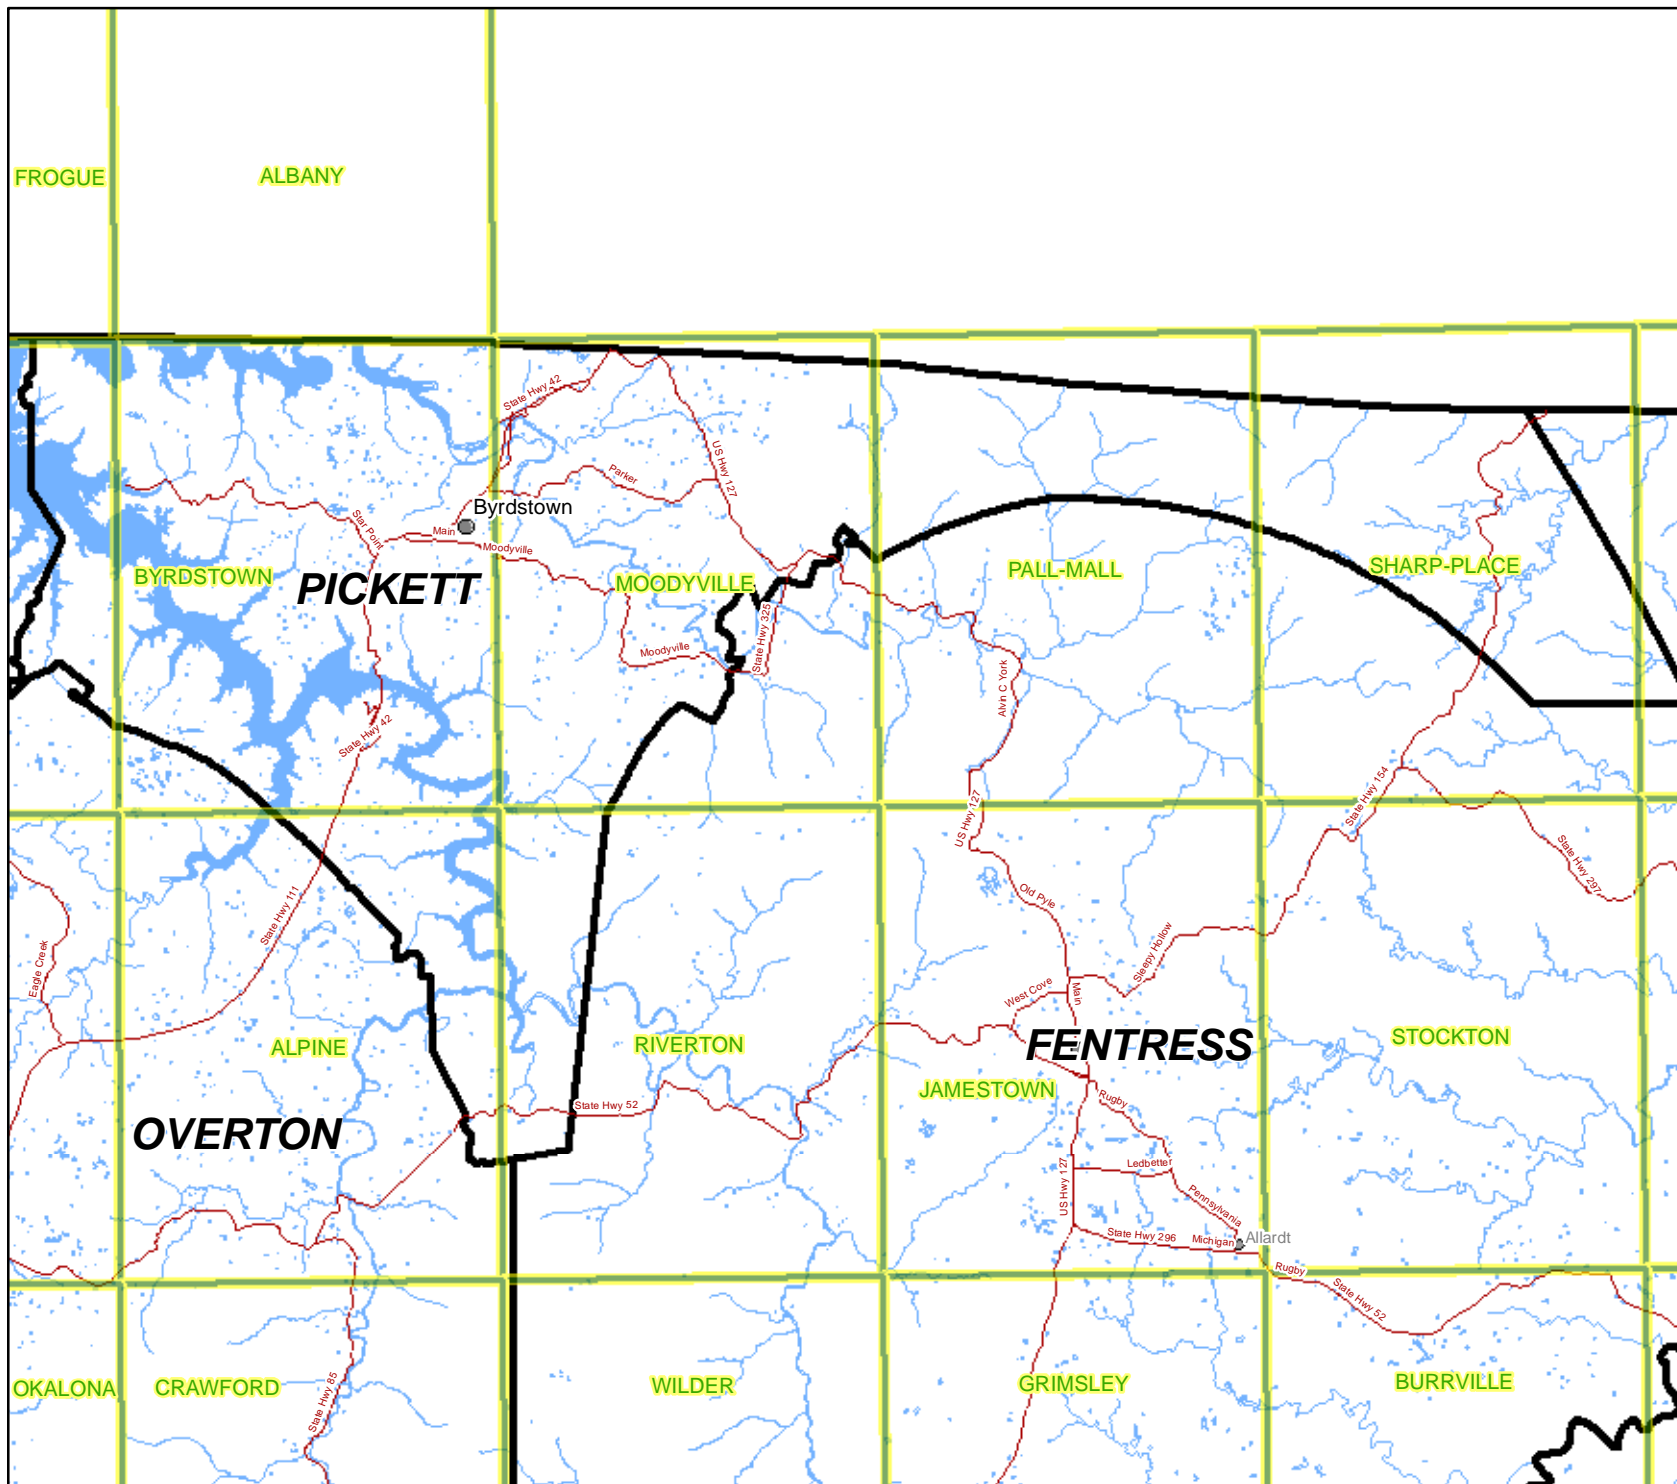 FROGUE
ALBANY
State Hwy 42
US Hwy 127
Parker
Byrdstown
Star Point
Main
Moodyville
BYRDSTOWN
PICKETT
MOODYVILLE
PALL-MALL
SHARP-PLACE
State Hwy 325
Moodyville
Alvin C York
State Hwy 42
US Hwy 127
State Hwy 154
State Hwy 297
Old Pyle
State Hwy 111
Eagle Creek
Sleepy Hollow
West Cove
Main
ALPINE
RIVERTON
FENTRESS
STOCKTON
JAMESTOWN
State Hwy 52
Rugby
OVERTON
Ledbetter
US Hwy 127
Pennsylvania
State Hwy 296
Michigan
Allardt
Rugby
State Hwy 52
OKALONA
CRAWFORD
WILDER
GRIMSLEY
BURRVILLE
State Hwy 85